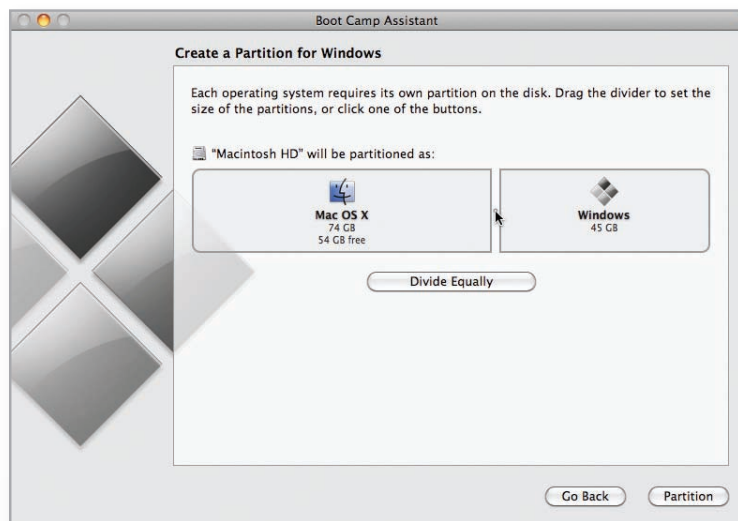 Boot Camp Assistant
Create a Partition for Windows
Each operating system requires its own partition on the disk. Drag the divider to set the
size of the partitions, or click one of the buttons.
"Macintosh HD" will be partitioned as:
Mac OS X
74 GB
54 GB free
Windows
45 GB
Divide Equally
Go Back
Partition